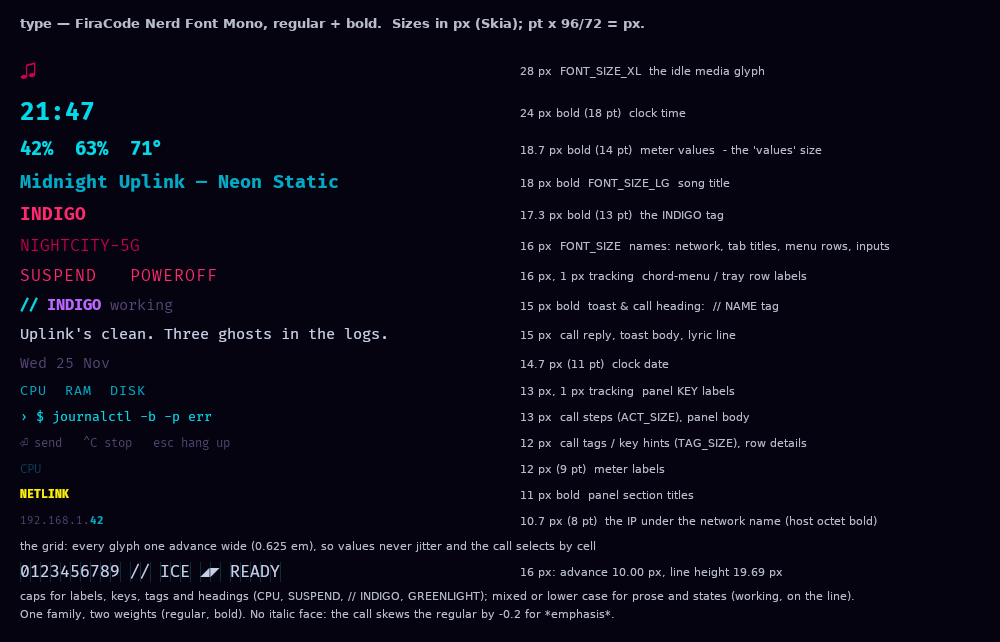 type — FiraCode Nerd Font Mono, regular + bold.  Sizes in px (Skia); pt x 96/72 = px.
♫ 28 px  FONT_SIZE_XL  the idle media glyph
21:47 24 px bold (18 pt)  clock time
42%  63%  71° 18.7 px bold (14 pt)  meter values  - the 'values' size
Midnight Uplink — Neon Static 18 px bold  FONT_SIZE_LG  song title
INDIGO 17.3 px bold (13 pt)  the INDIGO tag
NIGHTCITY-5G 16 px  FONT_SIZE  names: network, tab titles, menu rows, inputs
SUSPEND   POWEROFF 16 px, 1 px tracking  chord-menu / tray row labels
// INDIGO working 15 px bold  toast & call heading:  // NAME tag
Uplink's clean. Three ghosts in the logs. 15 px  call reply, toast body, lyric line
Wed 25 Nov 14.7 px (11 pt)  clock date
CPU  RAM  DISK 13 px, 1 px tracking  panel KEY labels
› $ journalctl -b -p err 13 px  call steps (ACT_SIZE), panel body
⏎ send   ^C stop   esc hang up 12 px  call tags / key hints (TAG_SIZE), row details
CPU 12 px (9 pt)  meter labels
NETLINK 11 px bold  panel section titles
192.168.1.42 10.7 px (8 pt)  the IP under the network name (host octet bold)
the grid: every glyph one advance wide (0.625 em), so values never jitter and the call selects by cell
0123456789 // ICE ◢◤ READY 16 px: advance 10.00 px, line height 19.69 px
caps for labels, keys, tags and headings (CPU, SUSPEND, // INDIGO, GREENLIGHT); mixed or lower case for prose and states (working, on the line).
One family, two weights (regular, bold). No italic face: the call skews the regular by -0.2 for *emphasis*.